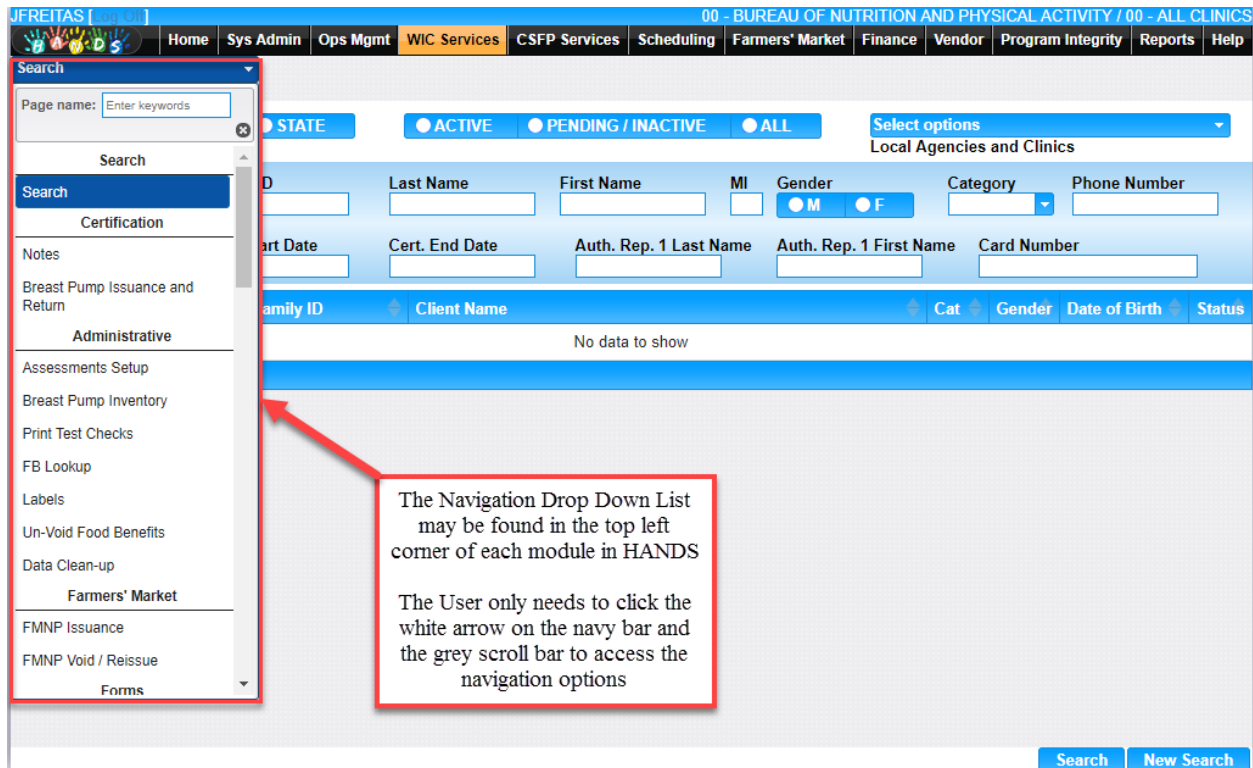 JFREITAS [Log Off] 00 - BUREAU OF NUTRITION AND PHYSICAL ACTIVITY / 00 - ALL CLINICS
HANDS Home Sys Admin Ops Mgmt WIC Services CSFP Services Scheduling Farmers' Market Finance Vendor Program Integrity Reports Help
Search
Page name: Enter keywords
STATE ACTIVE PENDING / INACTIVE ALL Select options
Local Agencies and Clinics
Search
Search
Certification
Notes
Breast Pump Issuance and
Return
Administrative
Assessments Setup
Breast Pump Inventory
Print Test Checks
FB Lookup
Labels
Un-Void Food Benefits
Data Clean-up
Farmers' Market
FMNP Issuance
FMNP Void / Reissue
Forms
D Last Name First Name MI Gender Category Phone Number
M F
art Date Cert. End Date Auth. Rep. 1 Last Name Auth. Rep. 1 First Name Card Number
amily ID Client Name Cat Gender Date of Birth Status
No data to show
The Navigation Drop Down List
may be found in the top left
corner of each module in HANDS
The User only needs to click the
white arrow on the navy bar and
the grey scroll bar to access the
navigation options
Search New Search